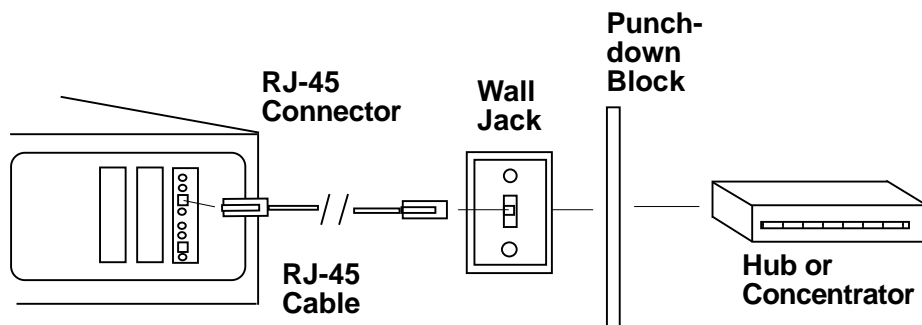 Punch-
down
Block
RJ-45
Connector
Wall
Jack
RJ-45
Cable
Hub or
Concentrator